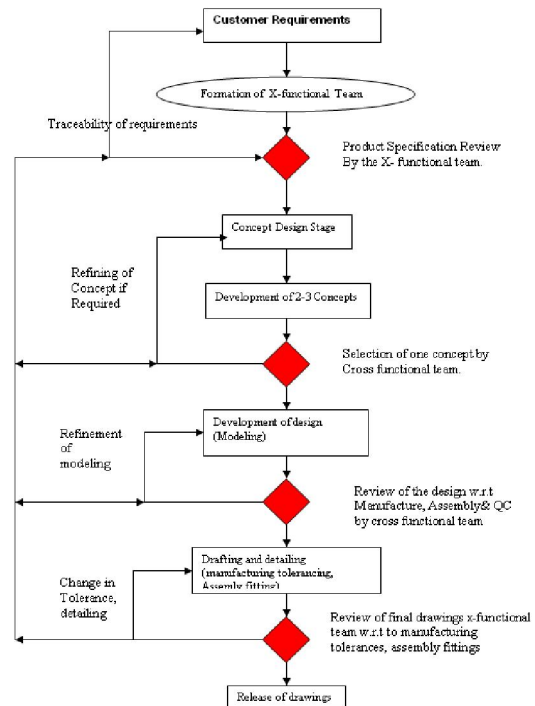 Customer Requirements
Formation of X-functional Team
Traceability of requirements
Product Specification Review
By the X- functional team.
Concept Design Stage
Refining of
Concept if
Required
Development of 2-3 Concepts
Selection of one concept by
Cross functional team.
Development of design
(Modeling)
Refinement
of
modeling
Review of the design w.r.t
Manufacture, Assembly& QC
by cross functional team
Drafting and detailing
(manufacturing tolerancing,
Assembly fitting)
Change in
Tolerance,
detailing
Review of final drawings x-functional
team w.r.t to manufacturing
tolerances, assembly fittings
Release of drawings